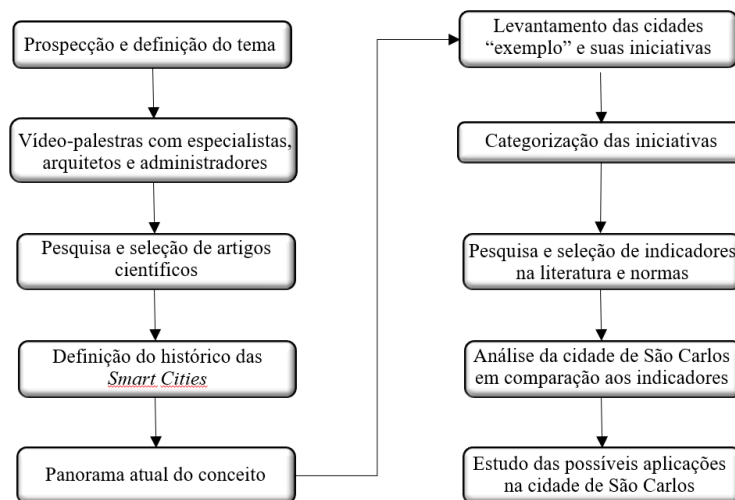 Prospecção e definição do tema
Vídeo-palestras com especialistas,
arquitetos e administradores
Pesquisa e seleção de artigos
científicos
Definição do histórico das
Smart Cities
Panorama atual do conceito
Levantamento das cidades
“exemplo” e suas iniciativas
Categorização das iniciativas
Pesquisa e seleção de indicadores
na literatura e normas
Análise da cidade de São Carlos
em comparação aos indicadores
Estudo das possíveis aplicações
na cidade de São Carlos